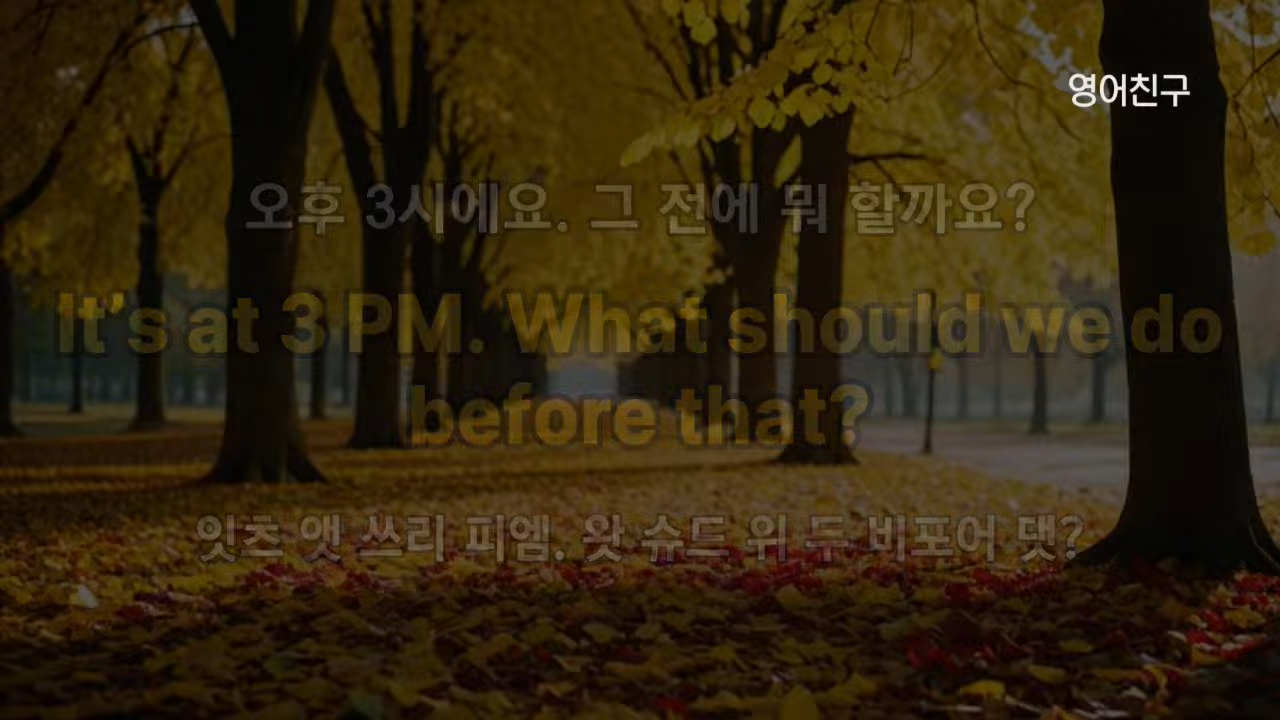 영어친구
오후 3시에요. 그 전에 뭐 할까요?
It's at 3 PM. What should we do
before that?
잇츠 앳 쓰리 피엠. 왓 슈드 위 두 비포어 댓?